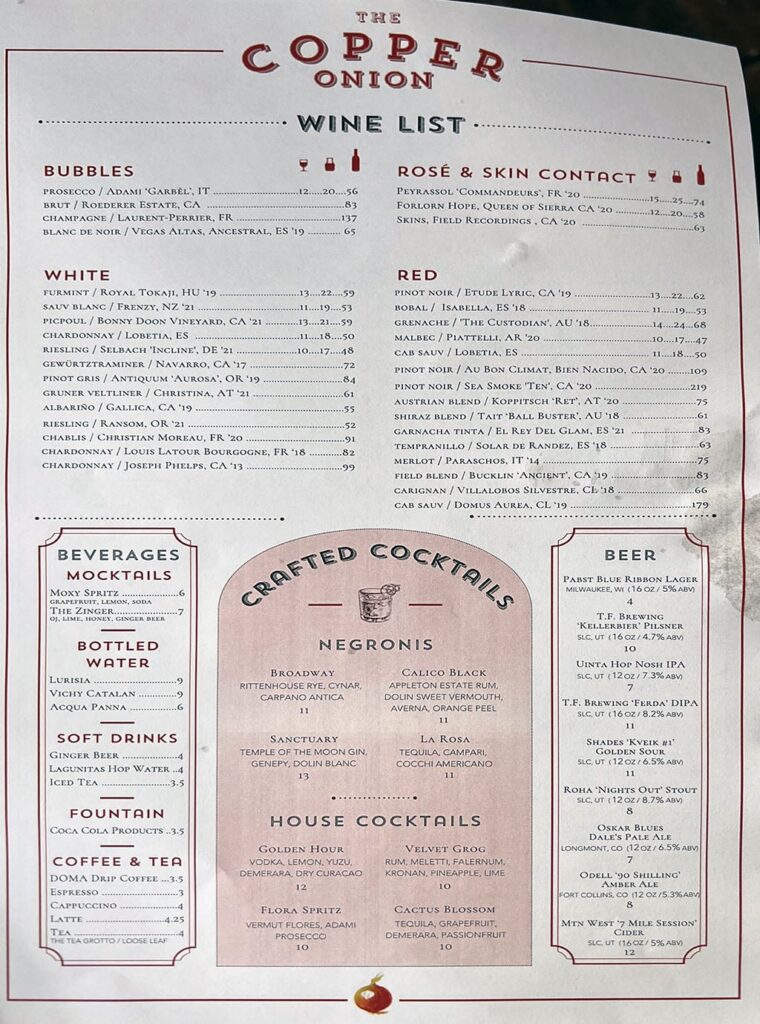 THE
COPPER
ONION
WINE LIST
BUBBLES
PROSECCO / ADAMI 'GARBÈL', IT ........12....20....56
BRUT / ROEDERER ESTATE, CA ........83
CHAMPAGNE / LAURENT-PERRIER, FR ........137
BLANC DE NOIR / VEGAS ALTAS, ANCESTRAL, ES '19 ........ 65
ROSÉ & SKIN CONTACT
PEYRASSOL 'COMMANDEURS', FR '20 ........15....25....74
FORLORN HOPE, QUEEN OF SIERRA CA '20 ........12....20....58
SKINS, FIELD RECORDINGS , CA '20 ........63
WHITE
FURMINT / ROYAL TOKAJI, HU '19 ........13....22....59
SAUV BLANC / FRENZY, NZ '21 ........11....19....53
PICPOUL / BONNY DOON VINEYARD, CA '21 ........13....21....59
CHARDONNAY / LOBETIA, ES ........11....18....50
RIESLING / SELBACH 'INCLINE', DE '21 ........10....17....48
GEWÜRTZTRAMINER / NAVARRO, CA '17 ........72
PINOT GRIS / ANTIQUUM 'AUROSA', OR '19 ........84
GRUNER VELTLINER / CHRISTINA, AT '21 ........61
ALBARIÑO / GALLICA, CA '19 ........55
RIESLING / RANSOM, OR '21 ........52
CHABLIS / CHRISTIAN MOREAU, FR '20 ........91
CHARDONNAY / LOUIS LATOUR BOURGOGNE, FR '18 ........82
CHARDONNAY / JOSEPH PHELPS, CA '13 ........99
RED
PINOT NOIR / ETUDE LYRIC, CA '19 ........13....22....62
BOBAL / ISABELLA, ES '18 ........11....19....53
GRENACHE / 'THE CUSTODIAN', AU '18........14....24....68
MALBEC / PIATTELLI, AR '20 ........10....17....47
CAB SAUV / LOBETIA, ES ........11....18....50
PINOT NOIR / AU BON CLIMAT, BIEN NACIDO, CA '20 ........109
PINOT NOIR / SEA SMOKE 'TEN', CA '20 ........219
AUSTRIAN BLEND / KOPPITSCH 'RET', AT '20 ........75
SHIRAZ BLEND / TAIT 'BALL BUSTER', AU '18 ........61
GARNACHA TINTA / EL REY DEL GLAM, ES '21 ........83
TEMPRANILLO / SOLAR DE RANDEZ, ES '18 ........63
MERLOT / PARASCHOS, IT '14 ........75
FIELD BLEND / BUCKLIN 'ANCIENT', CA '19 ........83
CARIGNAN / VILLALOBOS SILVESTRE, CL '18 ........66
CAB SAUV / DOMUS AUREA, CL '19 ........179
BEVERAGES
MOCKTAILS
MOXY SPRITZ ........6
GRAPEFRUIT, LEMON, SODA
THE ZINGER........7
OJ, LIME, HONEY, GINGER BEER
BOTTLED
WATER
LURISIA ........9
VICHY CATALAN ........9
ACQUA PANNA ........6
SOFT DRINKS
GINGER BEER ........4
LAGUNITAS HOP WATER ..4
ICED TEA ........3.5
FOUNTAIN
COCA COLA PRODUCTS ..3.5
COFFEE & TEA
DOMA DRIP COFFEE ...3.5
ESPRESSO ........3
CAPPUCCINO ........4
LATTE ........4.25
TEA ........4
THE TEA GROTTO / LOOSE LEAF
CRAFTED COCKTAILS
NEGRONIS
BROADWAY
RITTENHOUSE RYE, CYNAR,
CARPANO ANTICA
11
CALICO BLACK
APPLETON ESTATE RUM,
DOLIN SWEET VERMOUTH,
AVERNA, ORANGE PEEL
11
SANCTUARY
TEMPLE OF THE MOON GIN,
GENEPY, DOLIN BLANC
13
LA ROSA
TEQUILA, CAMPARI,
COCCHI AMERICANO
11
HOUSE COCKTAILS
GOLDEN HOUR
VODKA, LEMON, YUZU,
DEMERARA, DRY CURACAO
12
VELVET GROG
RUM, MELETTI, FALERNUM,
KRONAN, PINEAPPLE, LIME
10
FLORA SPRITZ
VERMUT FLORES, ADAMI
PROSECCO
10
CACTUS BLOSSOM
TEQUILA, GRAPEFRUIT,
DEMERARA, PASSIONFRUIT
10
BEER
PABST BLUE RIBBON LAGER
MILWAUKEE, WI (16 OZ / 5% ABV)
4
T.F. BREWING
'KELLERBIER' PILSNER
SLC, UT (16 OZ / 4.7% ABV)
10
UINTA HOP NOSH IPA
SLC, UT (12 OZ / 7.3% ABV)
7
T.F. BREWING 'FERDA' DIPA
SLC, UT (16 OZ / 8.2% ABV)
11
SHADES 'KVEIK #1'
GOLDEN SOUR
SLC, UT (12 OZ / 6.5% ABV)
11
ROHA 'NIGHTS OUT' STOUT
SLC, UT (12 OZ / 8.7% ABV)
8
OSKAR BLUES
DALE'S PALE ALE
LONGMONT, CO (12 OZ / 6.5% ABV)
7
ODELL '90 SHILLING'
AMBER ALE
FORT COLLINS, CO (12 OZ /5.3% ABV)
8
MTN WEST '7 MILE SESSION'
CIDER
SLC, UT (16 OZ / 5% ABV)
12